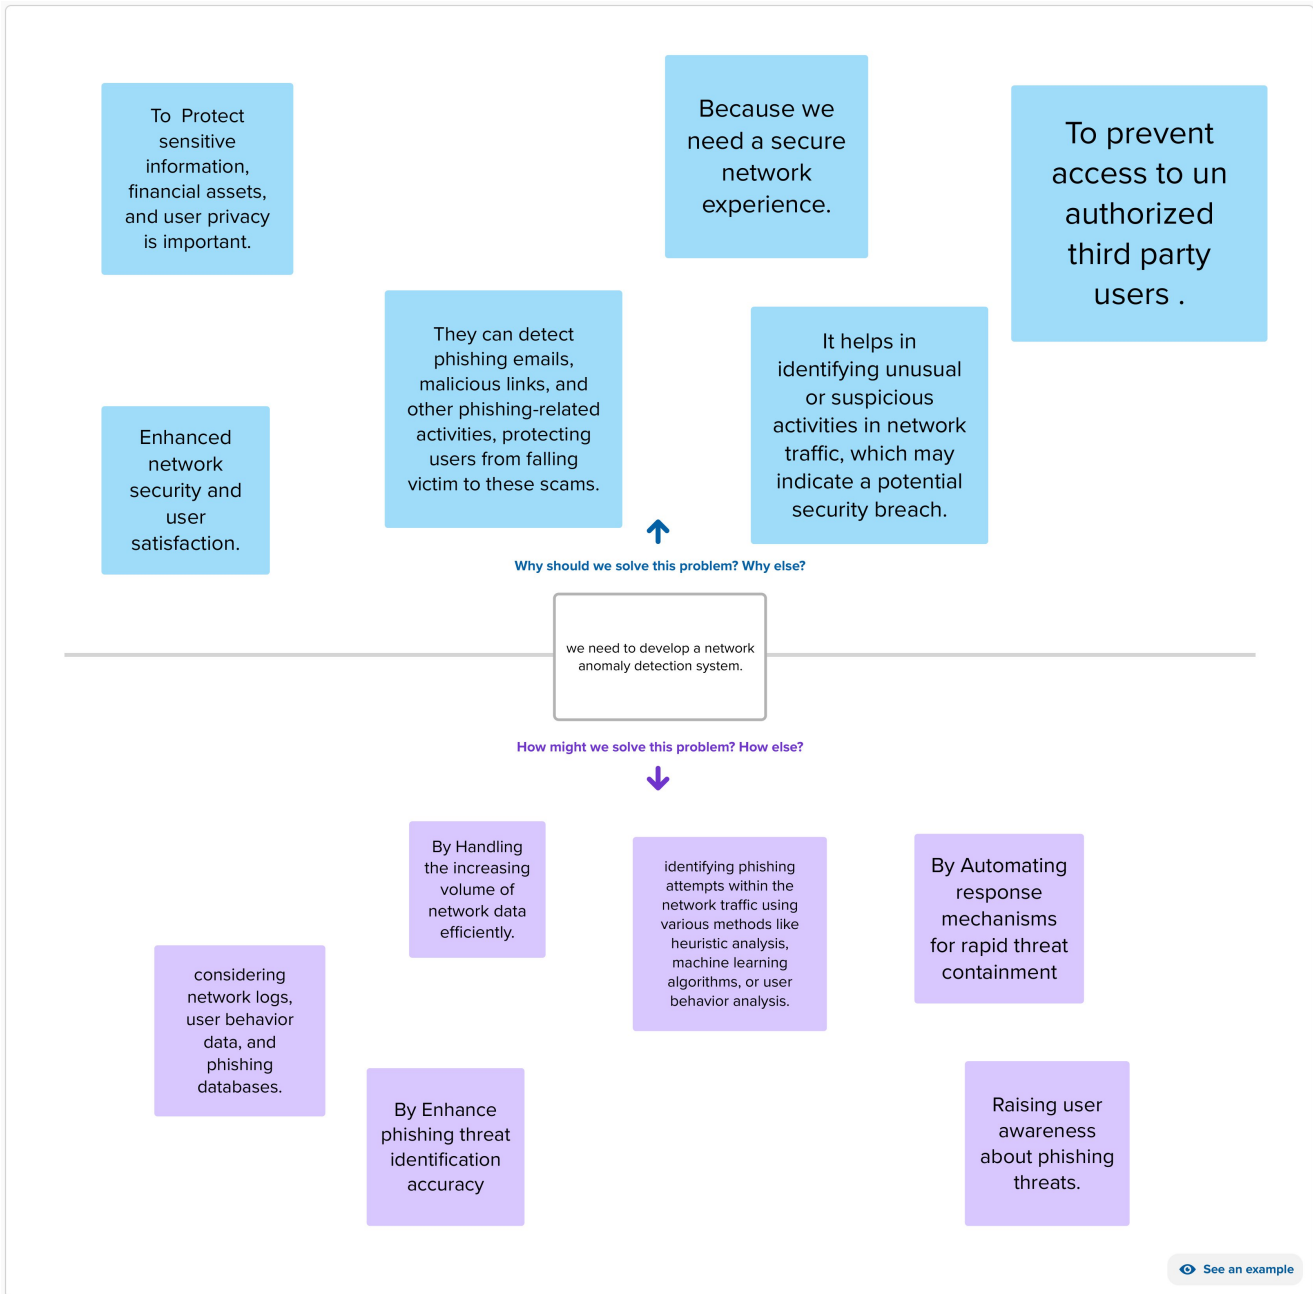 To  Protect
sensitive
information,
financial assets,
and user privacy
is important.
Because we
need a secure
network
experience.
To prevent
access to un
authorized
third party
users .
They can detect
phishing emails,
malicious links, and
other phishing-related
activities, protecting
users from falling
victim to these scams.
It helps in
identifying unusual
or suspicious
activities in network
traffic, which may
indicate a potential
security breach.
Enhanced
network
security and
user
satisfaction.
Why should we solve this problem? Why else?
we need to develop a network
anomaly detection system.
How might we solve this problem? How else?
By Handling
the increasing
volume of
network data
efficiently.
identifying phishing
attempts within the
network traffic using
various methods like
heuristic analysis,
machine learning
algorithms, or user
behavior analysis.
By Automating
response
mechanisms
for rapid threat
containment
considering
network logs,
user behavior
data, and
phishing
databases.
By Enhance
phishing threat
identification
accuracy
Raising user
awareness
about phishing
threats.
See an example